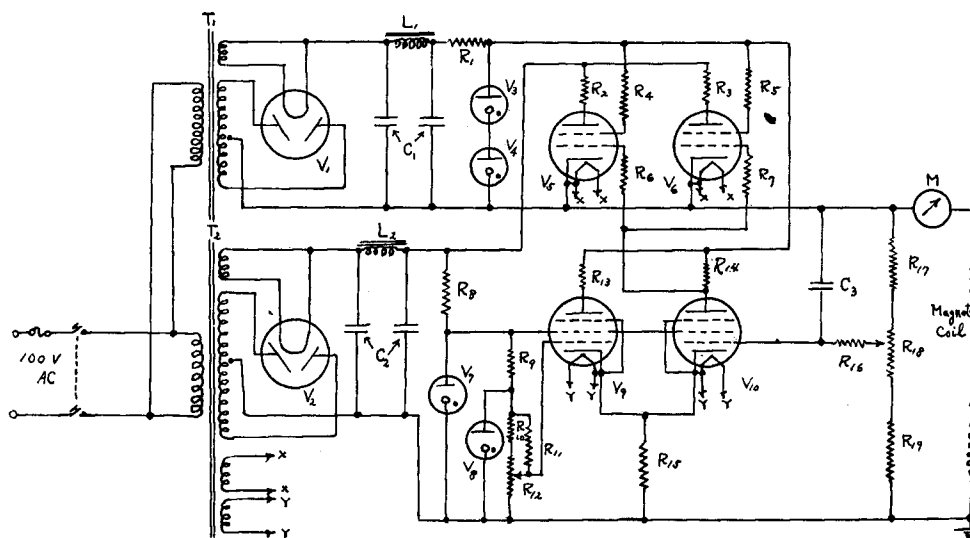 T1
L1
R1
V1
C1
V3
V4
R2
R4
R3
R5
V5
X
X
R6
V6
X
X
R7
M
T2
L2
R8
R13
R14
C3
R17
Magnet
Coil
100V
AC
V2
C2
V7
R9
V9
V10
R16
R18
Y
Y
Y
Y
V8
R10
R11
R12
R15
R19
X
X
Y
Y